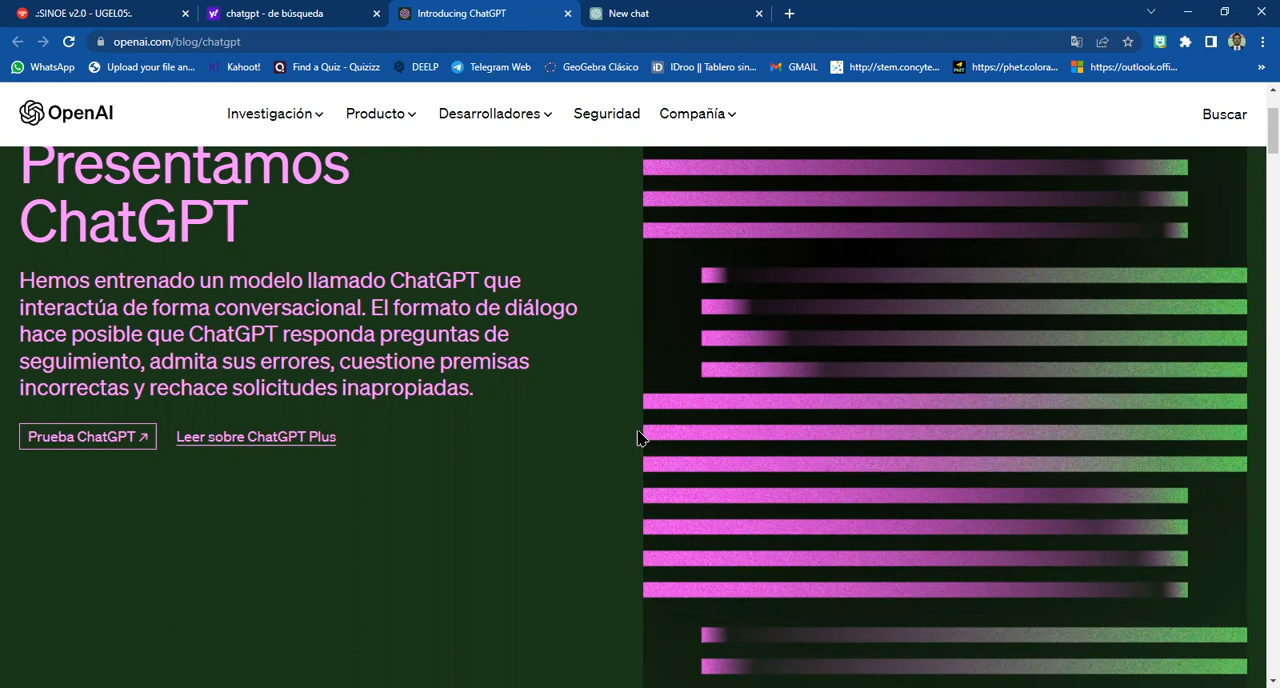 .:SINOE v2.0 - UGEL05:.
chatgpt - de búsqueda
Introducing ChatGPT
New chat
openai.com/blog/chatgpt
WhatsApp
Upload your file an...
Kahoot!
Find a Quiz - Quizizz
DEELP
Telegram Web
GeoGebra Clásico
IDroo || Tablero sin...
GMAIL
http://stem.concyte...
https://phet.colora...
https://outlook.offi...
OpenAI
Investigación
Producto
Desarrolladores
Seguridad
Compañía
Buscar
Presentamos
ChatGPT
Hemos entrenado un modelo llamado ChatGPT que
interactúa de forma conversacional. El formato de diálogo
hace posible que ChatGPT responda preguntas de
seguimiento, admita sus errores, cuestione premisas
incorrectas y rechace solicitudes inapropiadas.
Prueba ChatGPT ↗
Leer sobre ChatGPT Plus